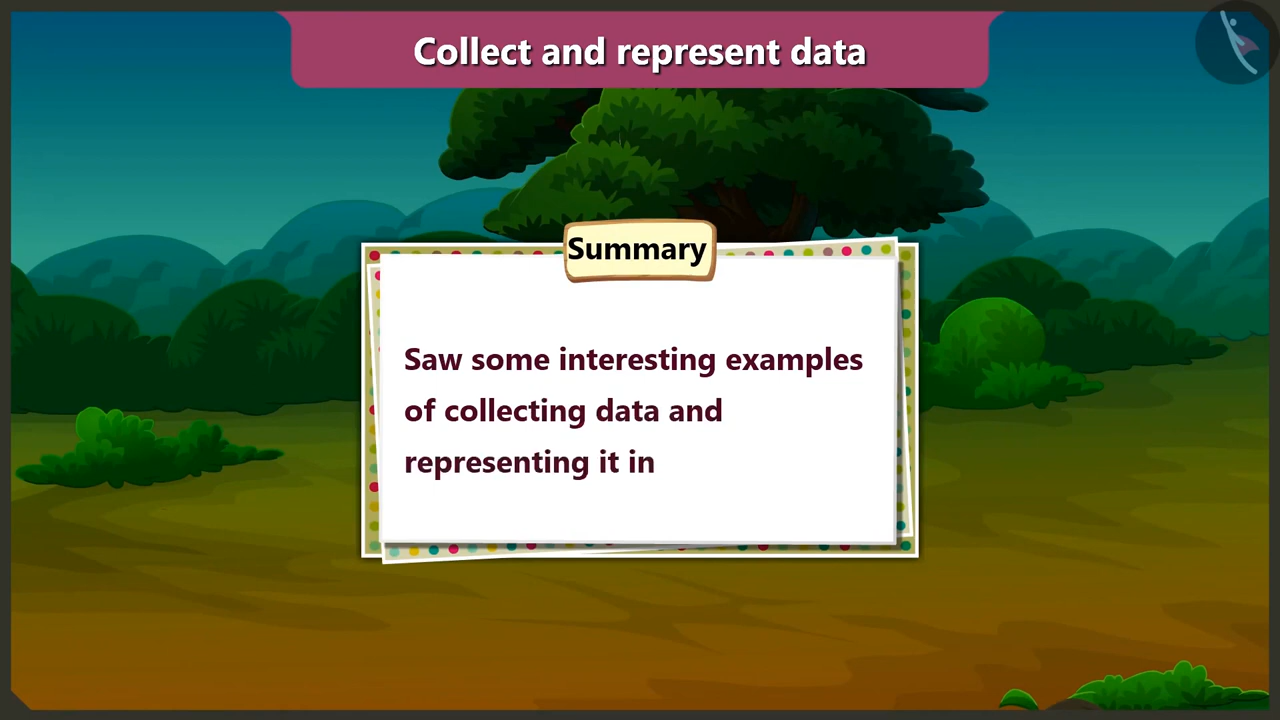 Collect and represent data
Summary
Saw some interesting examples
of collecting data and
representing it in